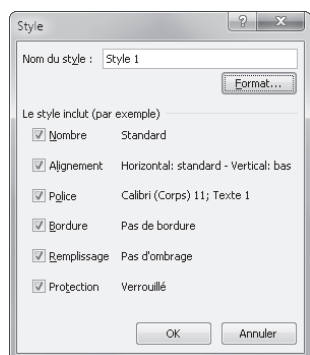 Style
Nom du style : Style 1
Format...
Le style inclut (par exemple)
Nombre Standard
Alignement Horizontal: standard - Vertical: bas
Police Calibri (Corps) 11; Texte 1
Bordure Pas de bordure
Remplissage Pas d'ombrage
Protection Verrouillé
OK Annuler